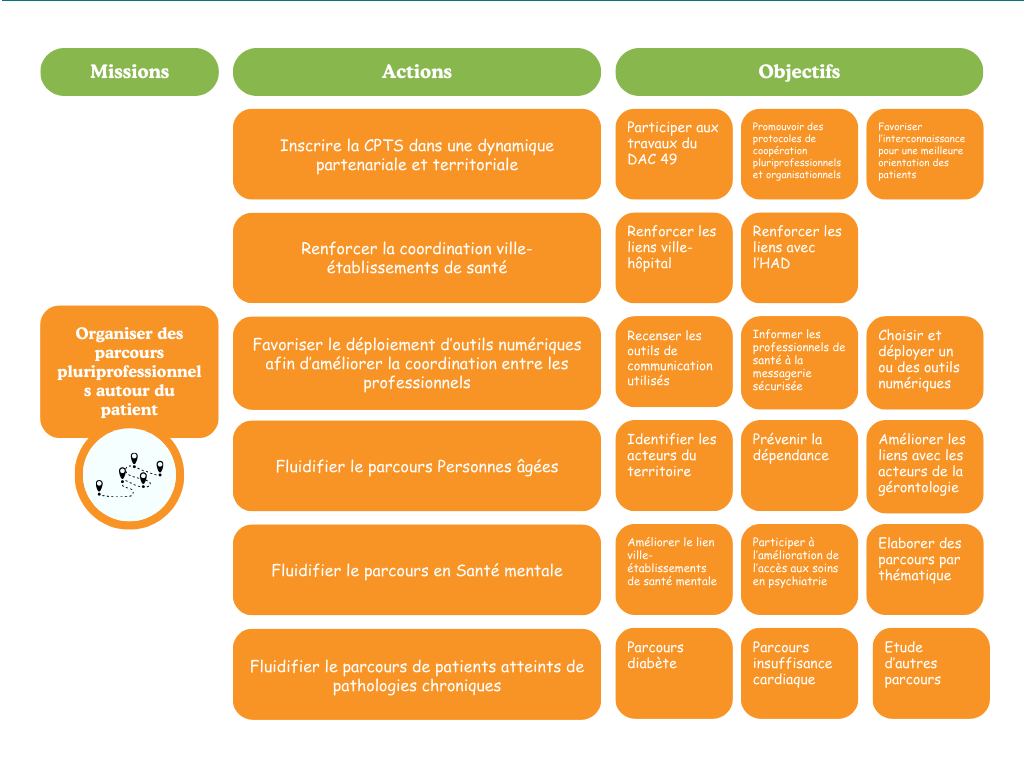 Missions
Actions
Objectifs
Organiser des
parcours
pluriprofessionnel
s autour du
patient
Inscrire la CPTS dans une dynamique
partenariale et territoriale
Participer aux
travaux du
DAC 49
Promouvoir des
protocoles de
coopération
pluriprofessionnels
et organisationnels
Favoriser
l'interconnaissance
pour une meilleure
orientation des
patients
Renforcer la coordination ville-
établissements de santé
Renforcer les
liens ville-
hôpital
Renforcer les
liens avec
l'HAD
Favoriser le déploiement d'outils numériques
afin d'améliorer la coordination entre les
professionnels
Recenser les
outils de
communication
utilisés
Informer les
professionnels de
santé à la
messagerie
sécurisée
Choisir et
déployer un
ou des outils
numériques
Fluidifier le parcours Personnes âgées
Identifier les
acteurs du
territoire
Prévenir la
dépendance
Améliorer les
liens avec les
acteurs de la
gérontologie
Fluidifier le parcours en Santé mentale
Améliorer le lien
ville-
établissements
de santé mentale
Participer à
l'amélioration de
l'accès aux soins
en psychiatrie
Elaborer des
parcours par
thématique
Fluidifier le parcours de patients atteints de
pathologies chroniques
Parcours
diabète
Parcours
insuffisance
cardiaque
Etude
d'autres
parcours